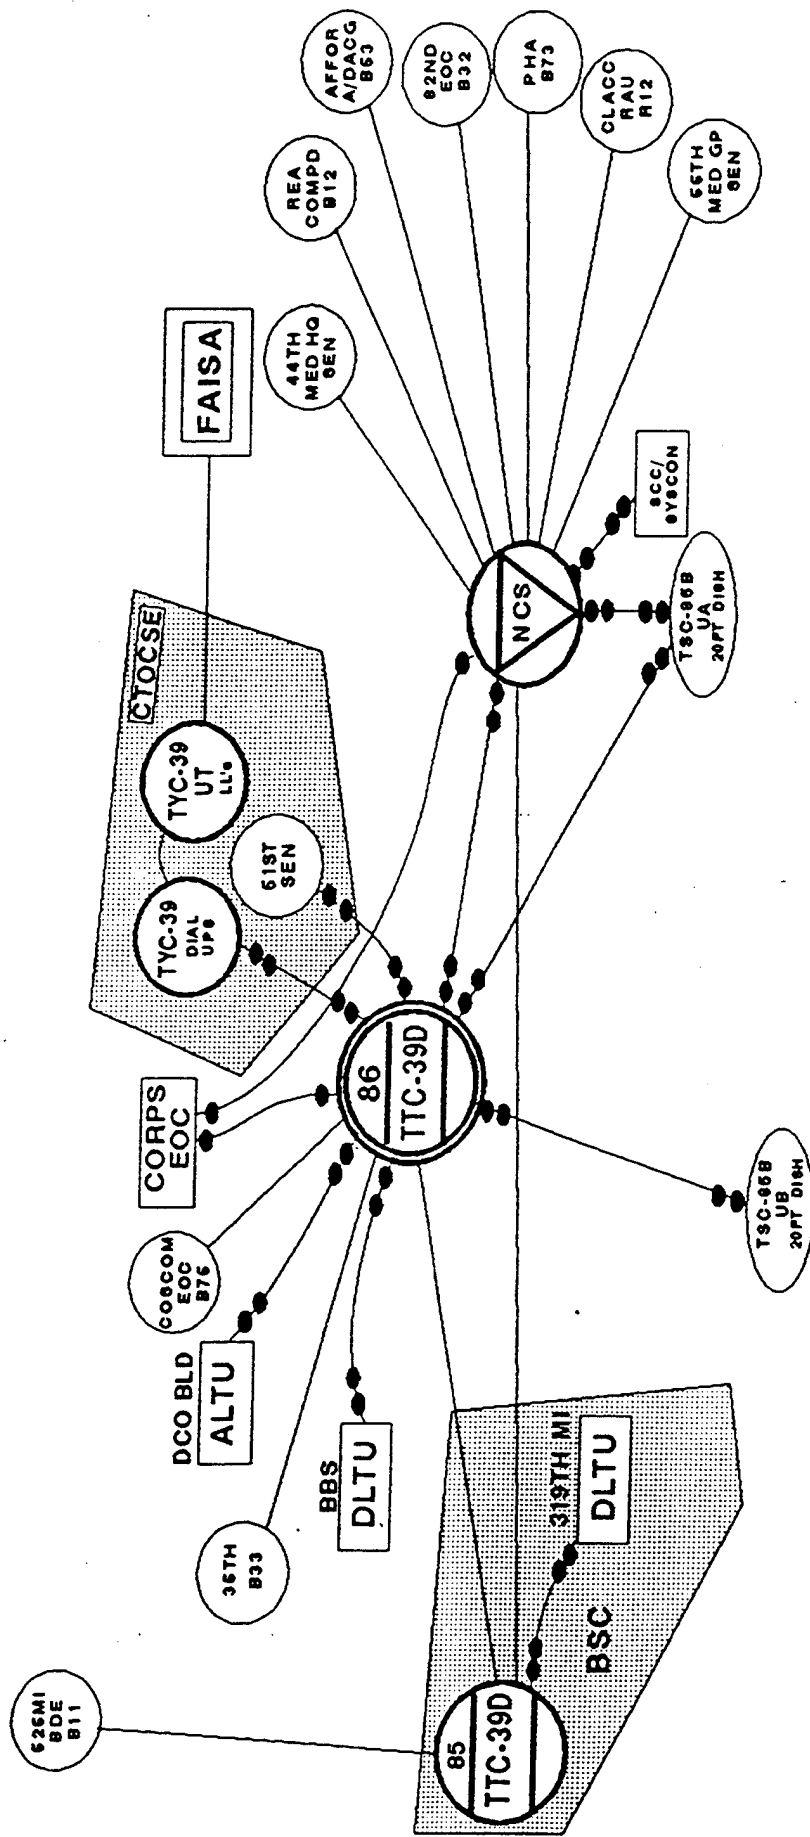 525MI
BDE
B11
85
TTC-39D
BSC
319TH MI
DLTU
35TH
B33
BBS
DLTU
DCO BLD
ALTU
COSCOM
EOC
B75
CORPS
EOC
86
TTC-39D
TSC-85B
UB
20FT DISH
CTOCSE
TYC-39
DIAL
UPS
TYC-39
UT
LL's
51ST
SEN
FAISA
NCS
TSC-85B
UA
20FT DISH
SCC/
SYSCON
44TH
MED HQ
SEN
REA
COMPD
B12
AFFOR
A/DACG
B53
82ND
EOC
B32
PHA
B73
CLACC
RAU
R12
55TH
MED GP
SEN